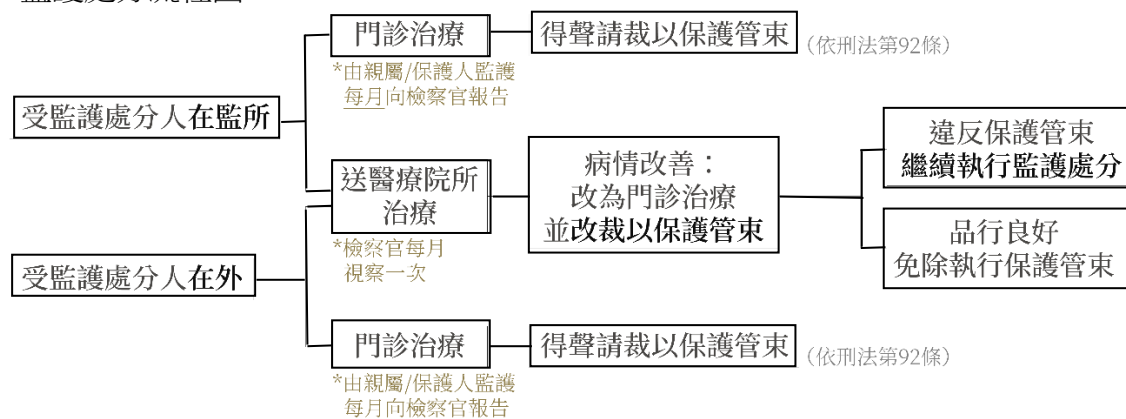 監護處分流程圖
門診治療
得聲請裁以保護管束
（依刑法第92條）
*由親屬/保護人監護
每月向檢察官報告
受監護處分人在監所
送醫療院所
治療
*檢察官每月
視察一次
病情改善：
改為門診治療
並改裁以保護管束
違反保護管束
繼續執行監護處分
品行良好
免除執行保護管束
受監護處分人在外
門診治療
得聲請裁以保護管束
（依刑法第92條）
*由親屬/保護人監護
每月向檢察官報告